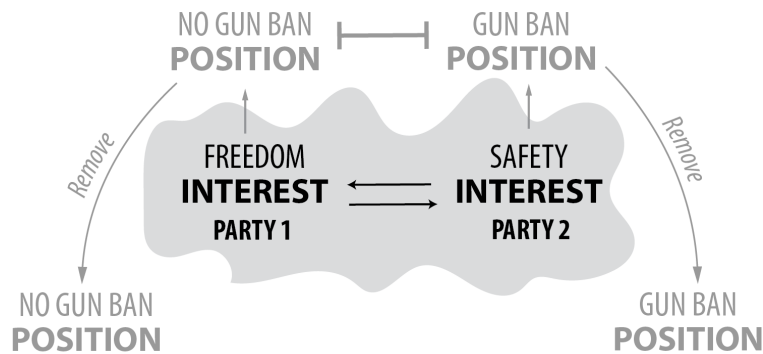 NO GUN BAN
POSITION
GUN BAN
POSITION
Remove
Remove
FREEDOM
INTEREST
PARTY 1
SAFETY
INTEREST
PARTY 2
NO GUN BAN
POSITION
GUN BAN
POSITION